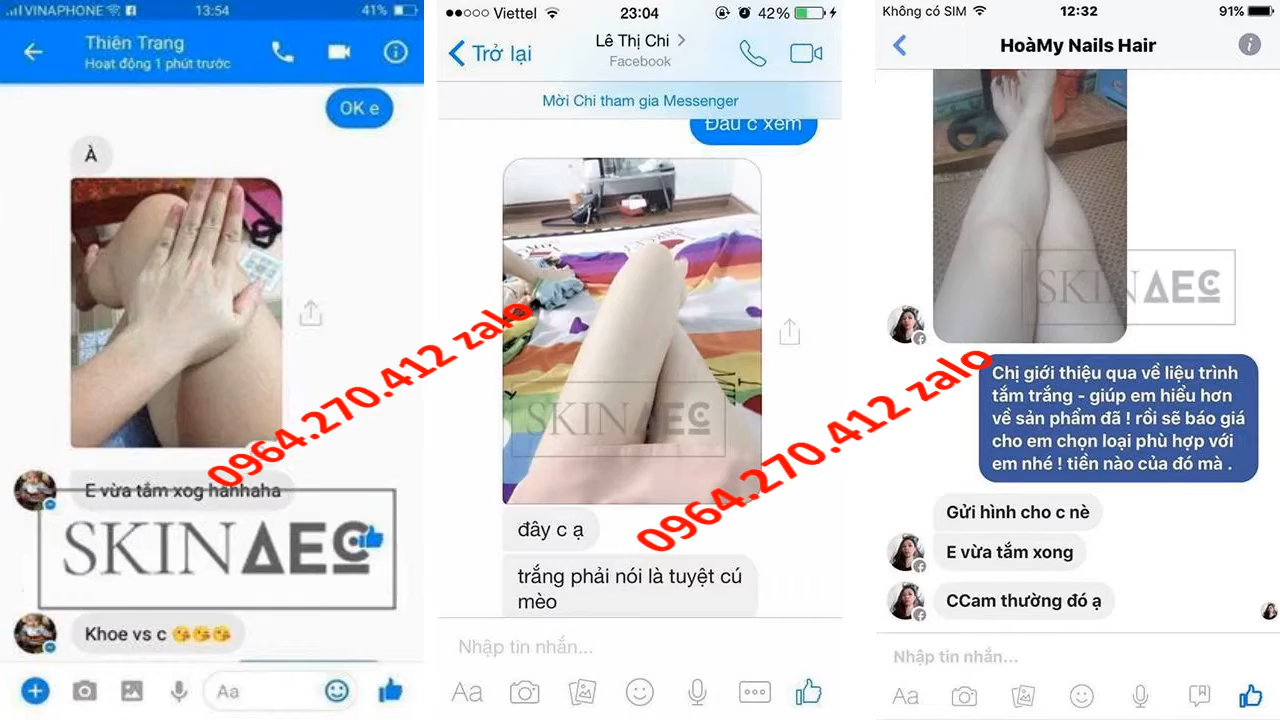 VINAPHONE
13:54
41%
Thiên Trang
Hoạt động 1 phút trước
OK e
À
E vừa tắm xog hahhaha
SKINAEC
Khoe vs c 😘😘😘
Aa
Viettel
23:04
42%
Trở lại
Lê Thị Chi
Facebook
Mời Chi tham gia Messenger
Đâu c xem
SKINAEC
đây c ạ
trắng phải nói là tuyệt cú
mèo
Nhập tin nhắn...
Aa
0964.270.412 zalo
0964.270.412 zalo
Không có SIM
12:32
91%
HoàMy Nails Hair
SKINAEC
Chị giới thiệu qua về liệu trình
tắm trắng - giúp em hiểu hơn
về sản phẩm đã ! rồi sẽ báo giá
cho em chọn loại phù hợp với
em nhé ! tiền nào của đó mà .
Gửi hình cho c nè
E vừa tắm xong
CCam thường đó ạ
Nhập tin nhắn...
Aa